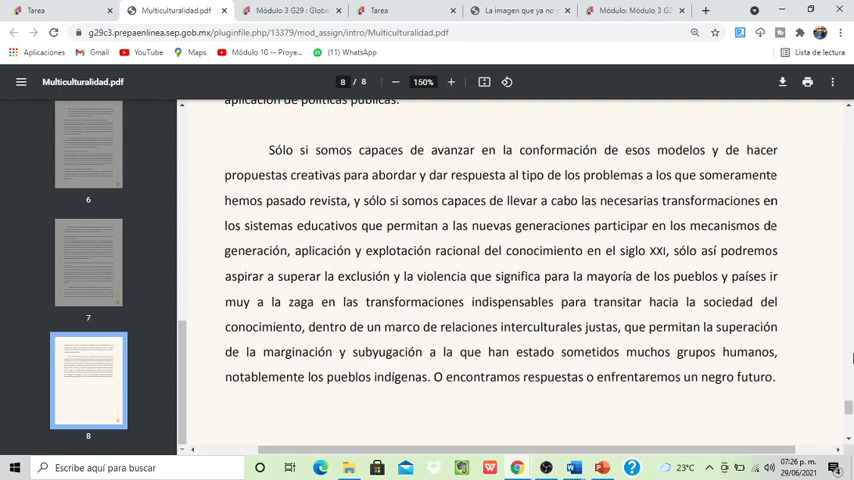 Tarea
Multiculturalidad.pdf
Módulo 3 G29 : Global
Tarea
La imagen que ya no p
Módulo: Módulo 3 G2
g29c3.prepaenlinea.sep.gob.mx/pluginfile.php/13379/mod_assign/intro/Multiculturalidad.pdf
Aplicaciones
Gmail
YouTube
Maps
Módulo 10 -- Proye...
(11) WhatsApp
Lista de lectura
Multiculturalidad.pdf
8 / 8
150%
aplicación de políticas públicas.
Sólo si somos capaces de avanzar en la conformación de esos modelos y de hacer
propuestas creativas para abordar y dar respuesta al tipo de los problemas a los que someramente
hemos pasado revista, y sólo si somos capaces de llevar a cabo las necesarias transformaciones en
los sistemas educativos que permitan a las nuevas generaciones participar en los mecanismos de
generación, aplicación y explotación racional del conocimiento en el siglo XXI, sólo así podremos
aspirar a superar la exclusión y la violencia que significa para la mayoría de los pueblos y países ir
muy a la zaga en las transformaciones indispensables para transitar hacia la sociedad del
conocimiento, dentro de un marco de relaciones interculturales justas, que permitan la superación
de la marginación y subyugación a la que han estado sometidos muchos grupos humanos,
notablemente los pueblos indígenas. O encontramos respuestas o enfrentaremos un negro futuro.
6
7
8
Escribe aquí para buscar
23°C
07:26 p. m.
29/06/2021
4